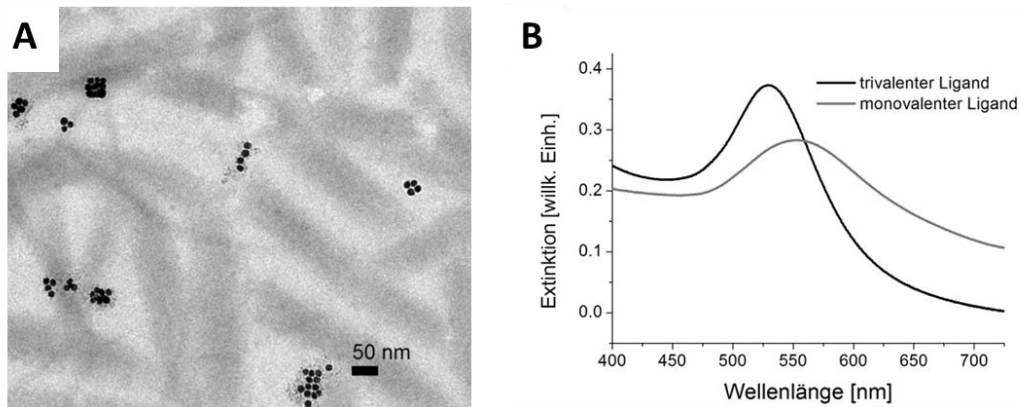 A
50 nm
B
trivalenter Ligand
monovalenter Ligand
Extinktion [willk. Einh.]
0.4
0.3
0.2
0.1
0.0
400
450
500
550
600
650
700
Wellenlänge [nm]